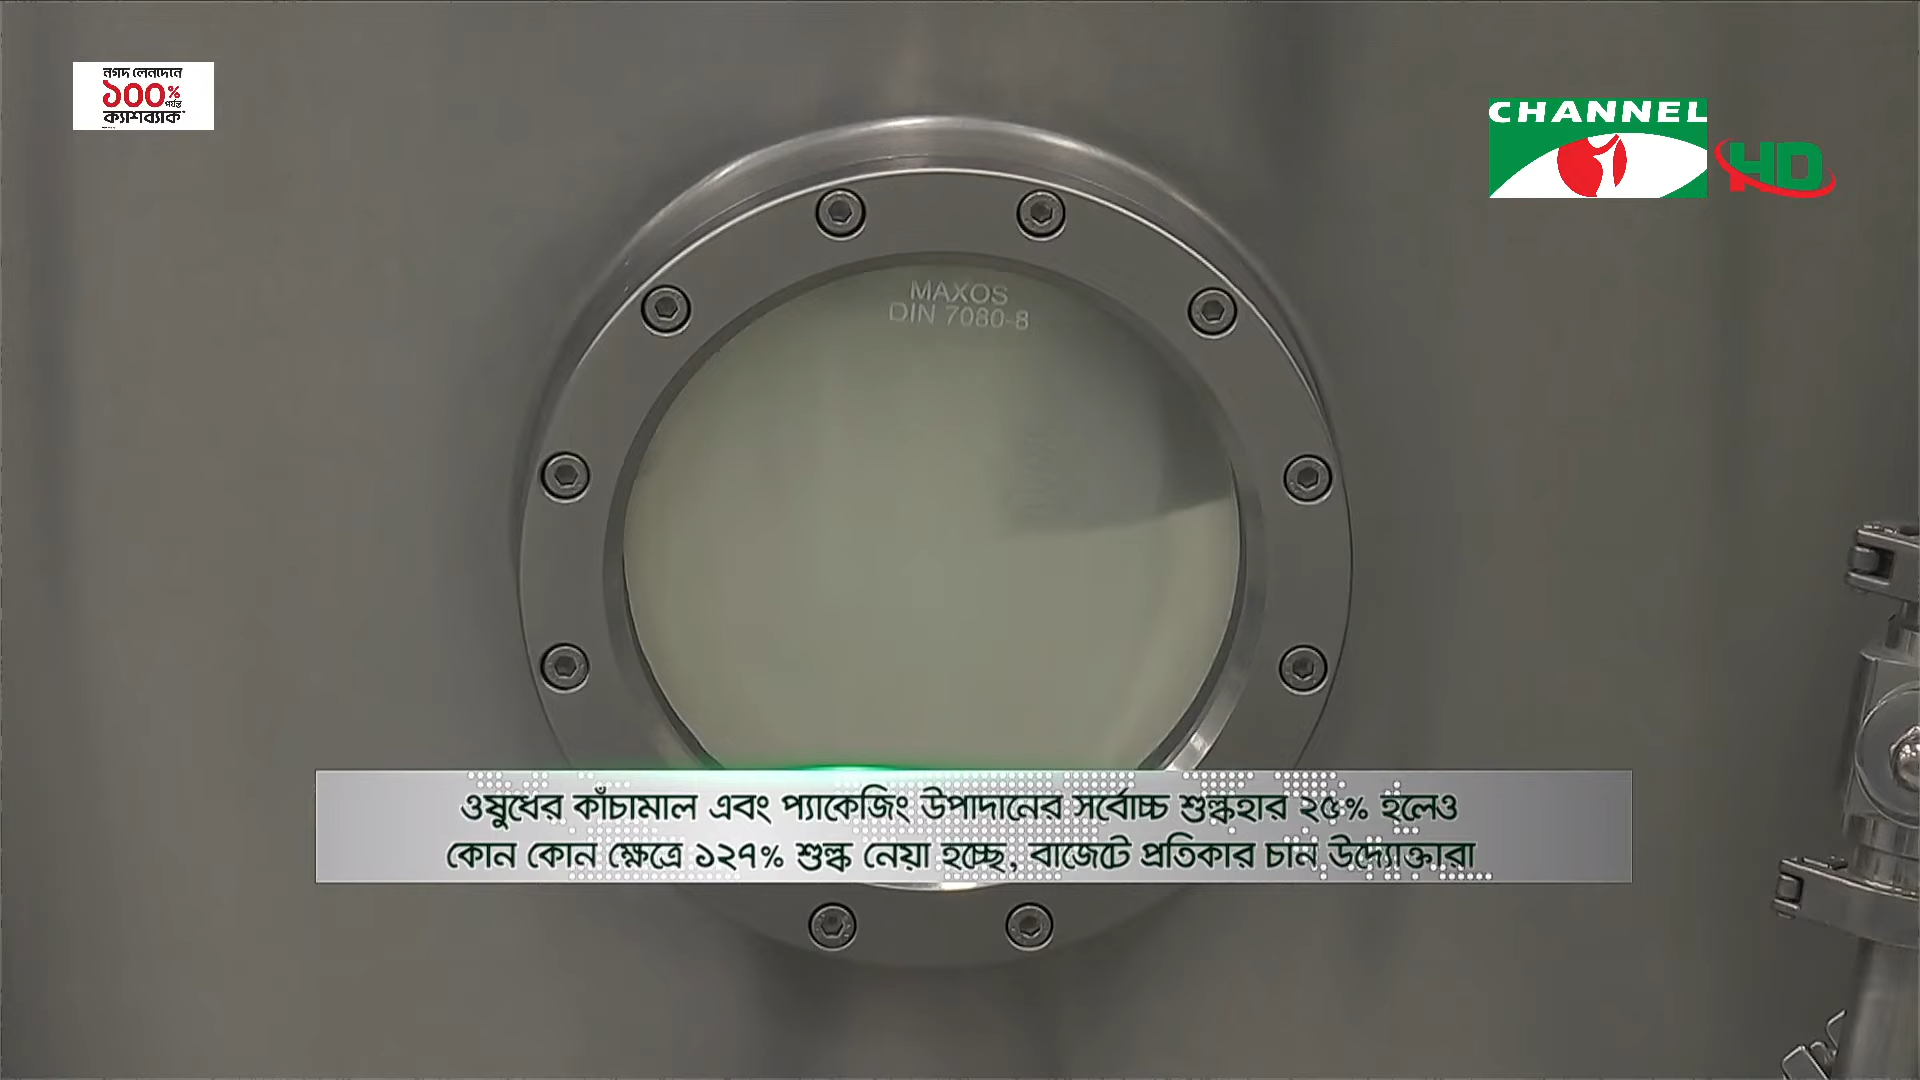 নগদ লেনদেনে
১০০%
পর্যন্ত
ক্যাশব্যাক
CHANNEL
HD
MAXOS
DIN 7080-8
ওষুধের কাঁচামাল এবং প্যাকেজিং উপাদানের সর্বোচ্চ শুল্কহার ২৫% হলেও
কোন কোন ক্ষেত্রে ১২৭% শুল্ক নেয়া হচ্ছে, বাজেটে প্রতিকার চান উদ্যোক্তারা